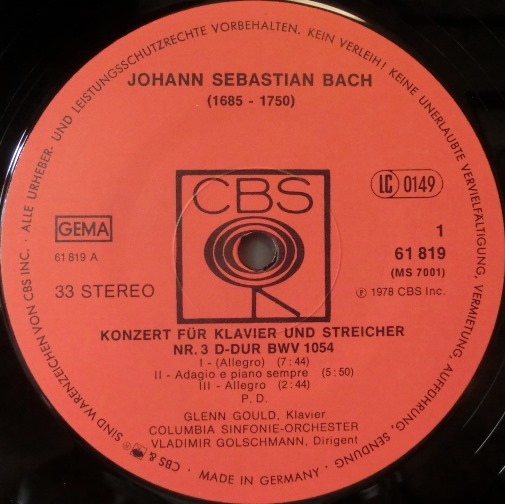 ALLE URHEBER- UND LEISTUNGSSCHUTZRECHTE VORBEHALTEN. KEIN VERLEIH! KEINE UNERLAUBTE VERVIELFÄLTIGUNG, VERMIETUNG, AUFFÜHRUNG, SENDUNG.
JOHANN SEBASTIAN BACH
(1685 - 1750)
CBS
LC 0149
GEMA
61 819 A
1
61 819
(MS 7001)
33 STEREO
℗ 1978 CBS Inc.
KONZERT FÜR KLAVIER UND STREICHER
NR. 3 D-DUR BWV 1054
I - (Allegro) (7:44)
II - Adagio e piano sempre (5:50)
III - Allegro (2:44)
P. D.
GLENN GOULD, Klavier
COLUMBIA SINFONIE-ORCHESTER
VLADIMIR GOLSCHMANN, Dirigent
MADE IN GERMANY
CBS & SIND WARENZEICHEN VON CBS INC.